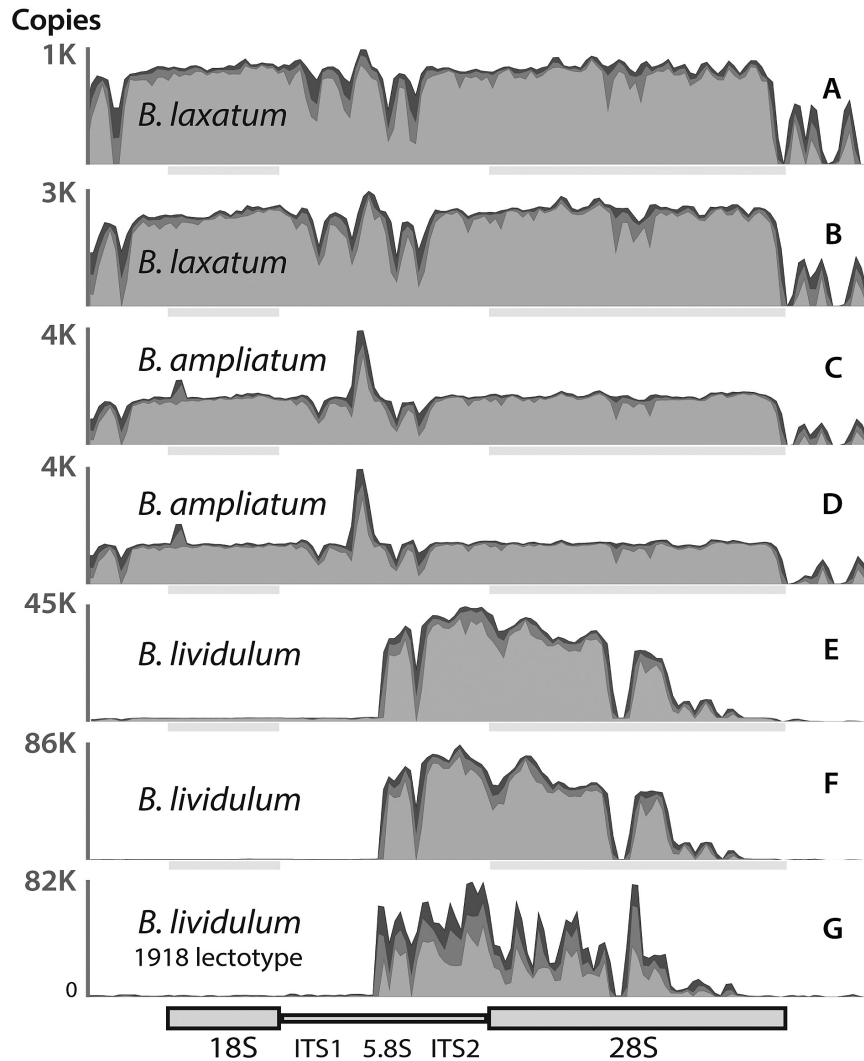 Copies
1K
A
B. laxatum
3K
B
B. laxatum
4K
B. ampliatum
C
4K
B. ampliatum
D
45K
B. lividulum
E
86K
B. lividulum
F
82K
B. lividulum
G
1918 lectotype
0
18S ITS1 5.8S ITS2 28S